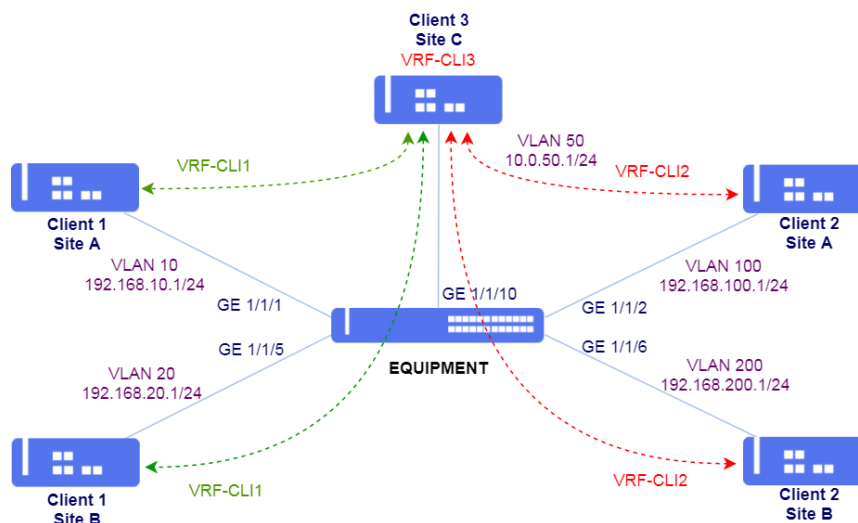 Client 3
Site C
VRF-CLI3
VLAN 50
10.0.50.1/24
VRF-CLI1
VRF-CLI2
Client 1
Site A
Client 2
Site A
VLAN 10
192.168.10.1/24
VLAN 100
192.168.100.1/24
GE 1/1/1
GE 1/1/10
GE 1/1/2
GE 1/1/5
GE 1/1/6
EQUIPMENT
VLAN 20
192.168.20.1/24
VLAN 200
192.168.200.1/24
VRF-CLI1
VRF-CLI2
Client 1
Site B
Client 2
Site B